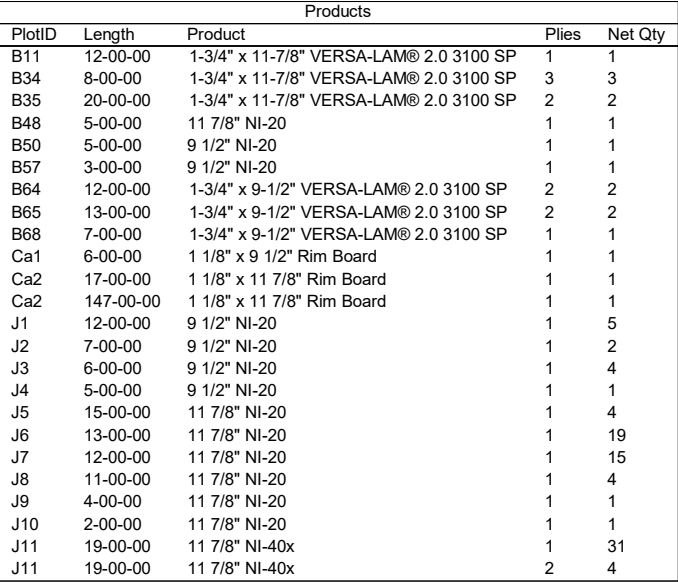 Products
PlotID Length Product Plies Net Qty
B11 12-00-00 1-3/4" x 11-7/8" VERSA-LAM® 2.0 3100 SP 1 1
B34 8-00-00 1-3/4" x 11-7/8" VERSA-LAM® 2.0 3100 SP 3 3
B35 20-00-00 1-3/4" x 11-7/8" VERSA-LAM® 2.0 3100 SP 2 2
B48 5-00-00 11 7/8" NI-20 1 1
B50 5-00-00 9 1/2" NI-20 1 1
B57 3-00-00 9 1/2" NI-20 1 1
B64 12-00-00 1-3/4" x 9-1/2" VERSA-LAM® 2.0 3100 SP 2 2
B65 13-00-00 1-3/4" x 9-1/2" VERSA-LAM® 2.0 3100 SP 2 2
B68 7-00-00 1-3/4" x 9-1/2" VERSA-LAM® 2.0 3100 SP 1 1
Ca1 6-00-00 1 1/8" x 9 1/2" Rim Board 1 1
Ca2 17-00-00 1 1/8" x 11 7/8" Rim Board 1 1
Ca2 147-00-00 1 1/8" x 11 7/8" Rim Board 1 1
J1 12-00-00 9 1/2" NI-20 1 5
J2 7-00-00 9 1/2" NI-20 1 2
J3 6-00-00 9 1/2" NI-20 1 4
J4 5-00-00 9 1/2" NI-20 1 1
J5 15-00-00 11 7/8" NI-20 1 4
J6 13-00-00 11 7/8" NI-20 1 19
J7 12-00-00 11 7/8" NI-20 1 15
J8 11-00-00 11 7/8" NI-20 1 4
J9 4-00-00 11 7/8" NI-20 1 1
J10 2-00-00 11 7/8" NI-20 1 1
J11 19-00-00 11 7/8" NI-40x 1 31
J11 19-00-00 11 7/8" NI-40x 2 4